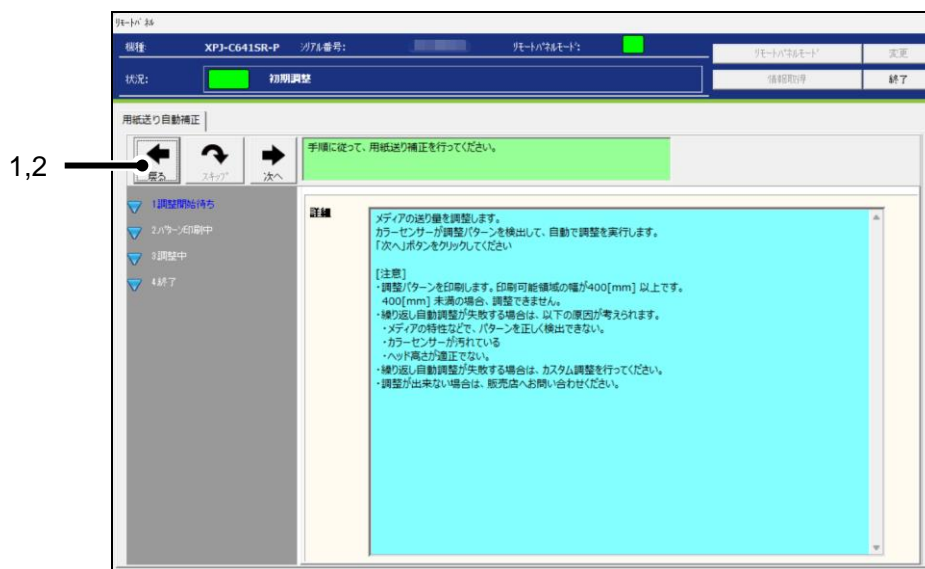 リモートパネル
機種: XPJ-C641SR-P シリアル番号: リモートパネルモード:
リモートパネルモード 変更
状況: 初期調整
情報取得 終了
用紙送り自動補正
戻る スキップ 次へ
手順に従って、用紙送り補正を行ってください。
1,2
1.調整開始待ち
2.パターン印刷中
3.調整中
4.終了
詳細
メディアの送り量を調整します。
カラーセンサーが調整パターンを検出して、自動で調整を実行します。
「次へ」ボタンをクリックしてください
[注意]
・調整パターンを印刷します。印刷可能領域の幅が400[mm] 以上です。
400[mm] 未満の場合、調整できません。
・繰り返し自動調整が失敗する場合は、以下の原因が考えられます。
・メディアの特性などで、パターンを正しく検出できない。
・カラーセンサーが汚れている
・ヘッド高さが適正でない。
・繰り返し自動調整が失敗する場合は、カスタム調整を行ってください。
・調整が出来ない場合は、販売店へお問い合わせください。